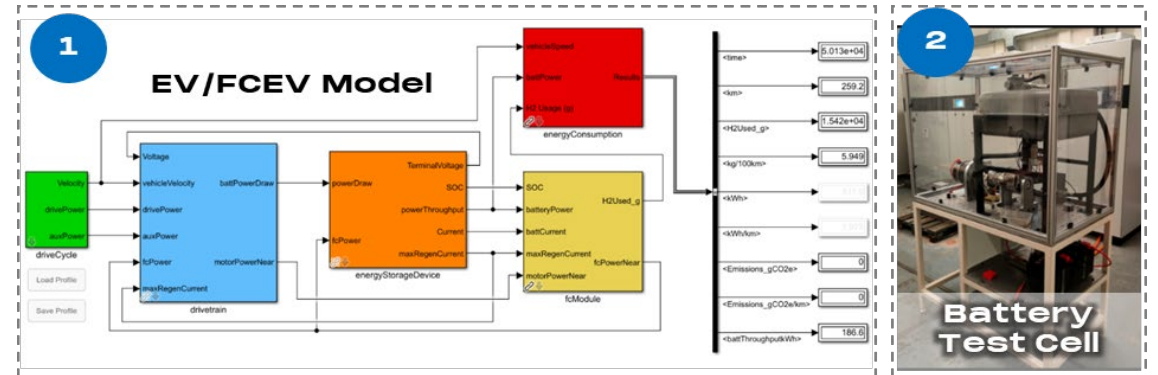 1
EV/FCEV Model
Velocity
drivePower
auxPower
driveCycle
Load Profile
Save Profile
Voltage
vehicleVelocity
drivePower
auxPower
fcPower
maxRegenCurrent
battPowerDraw
motorPowerNear
drivetrain
powerDraw
fcPower
TerminalVoltage
SOC
powerThroughput
Current
maxRegenCurrent
energyStorageDevice
vehicleSpeed
battPower
H2 Usage (g)
Results
energyConsumption
SOC
batteryPower
battCurrent
maxRegenCurrent
motorPowerNear
H2Used_g
fcPowerNear
fcModule
<time>
5.013e+04
<km>
259.2
<H2Used_g>
1.542e+04
<kg/100km>
5.949
<kWh>
<kWh/km>
<Emissions_gCO2e>
0
<Emissions_gCO2e/km>
0
<battThroughputkWh>
186.6
2
Battery
Test Cell